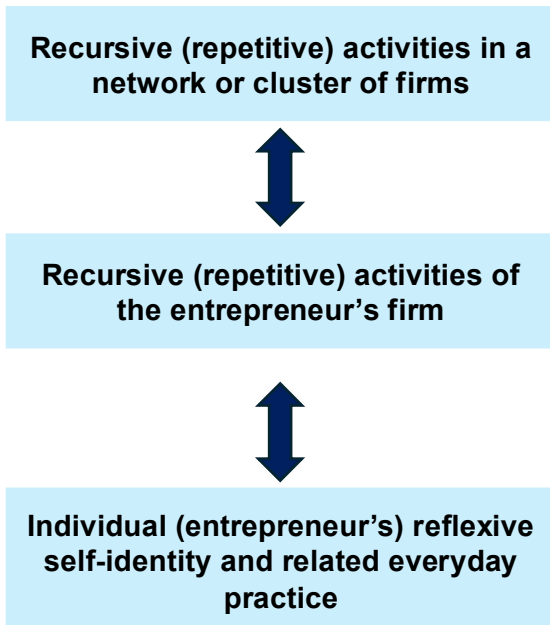 Recursive (repetitive) activities in a
network or cluster of firms
Recursive (repetitive) activities of
the entrepreneur’s firm
Individual (entrepreneur’s) reflexive
self-identity and related everyday
practice